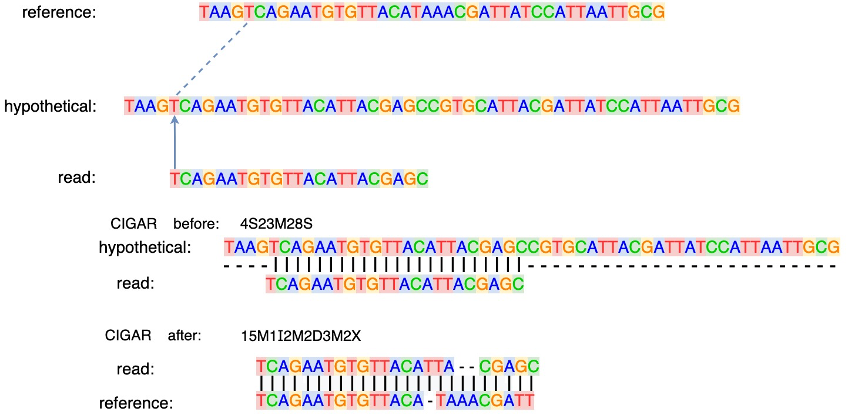 reference: TAAGTCAGAATGTGTTACATAAACGATTATCCATTAATTGCG
hypothetical: TAAGTCAGAATGTGTTACATTACGAGCCGTGCATTACGATTATCCATTAATTGCG
read: TCAGAATGTGTTACATTACGAGC
CIGAR before: 4S23M28S
hypothetical: TAAGTCAGAATGTGTTACATTACGAGCCGTGCATTACGATTATCCATTAATTGCG
read: TCAGAATGTGTTACATTACGAGC
CIGAR after: 15M1I2M2D3M2X
read: TCAGAATGTGTTACATTA--CGAGC
reference: TCAGAATGTGTTACA-TAAACGATT